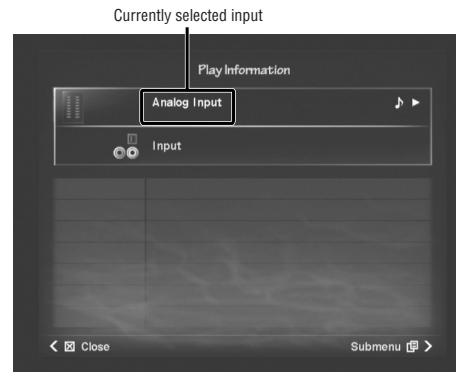 Currently selected input
Play Information
Analog Input
Input
Close
Submenu